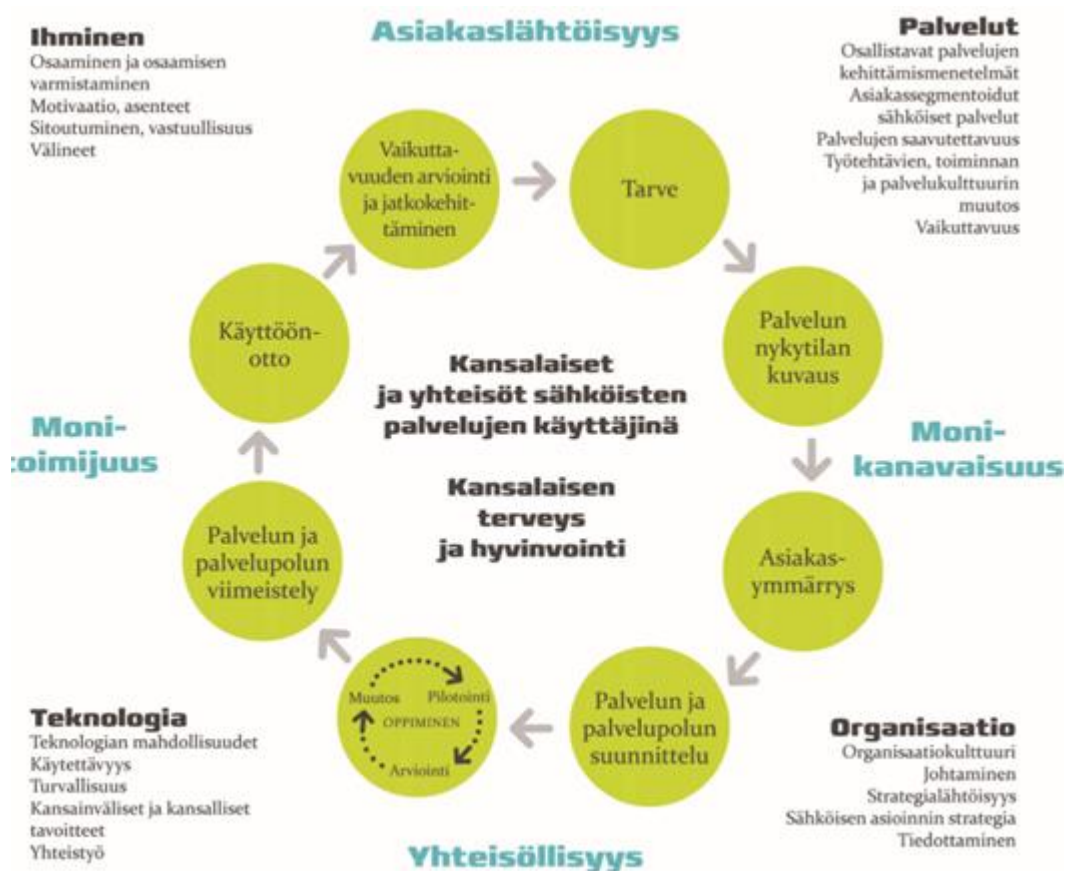 Asiakaslähtöisyys
Ihminen
Osaaminen ja osaamisen
varmistaminen
Motivaatio, asenteet
Sitoutuminen, vastuullisuus
Välineet
Palvelut
Osallistavat palvelujen
kehittämismenetelmät
Asiakassegmentoidut
sähköiset palvelut
Palvelujen saavutettavuus
Työtehtävien, toiminnan
ja palvelukulttuurin
muutos
Vaikuttavuus
Vaikutta-
vuuden arviointi
ja jatkokehit-
täminen
Tarve
Palvelun
nykytilan
kuvaus
Asiakas-
ymmärrys
Palvelun ja
palvelupolun
suunnittelu
Muutos
Pilotointi
OPPIMINEN
Arviointi
Palvelun ja
palvelupolun
viimeistely
Käyttöön-
otto
Kansalaiset
ja yhteisöt sähköisten
palvelujen käyttäjinä
Kansalaisen
terveys
ja hyvinvointi
Moni-
toimijuus
Moni-
kanavaisuus
Teknologia
Teknologian mahdollisuudet
Käytettävyys
Turvallisuus
Kansainväliset ja kansalliset
tavoitteet
Yhteistyö
Organisaatio
Organisaatiokulttuuri
Johtaminen
Strategialähtöisyys
Sähköisen asioinnin strategia
Tiedottaminen
Yhteisöllisyys